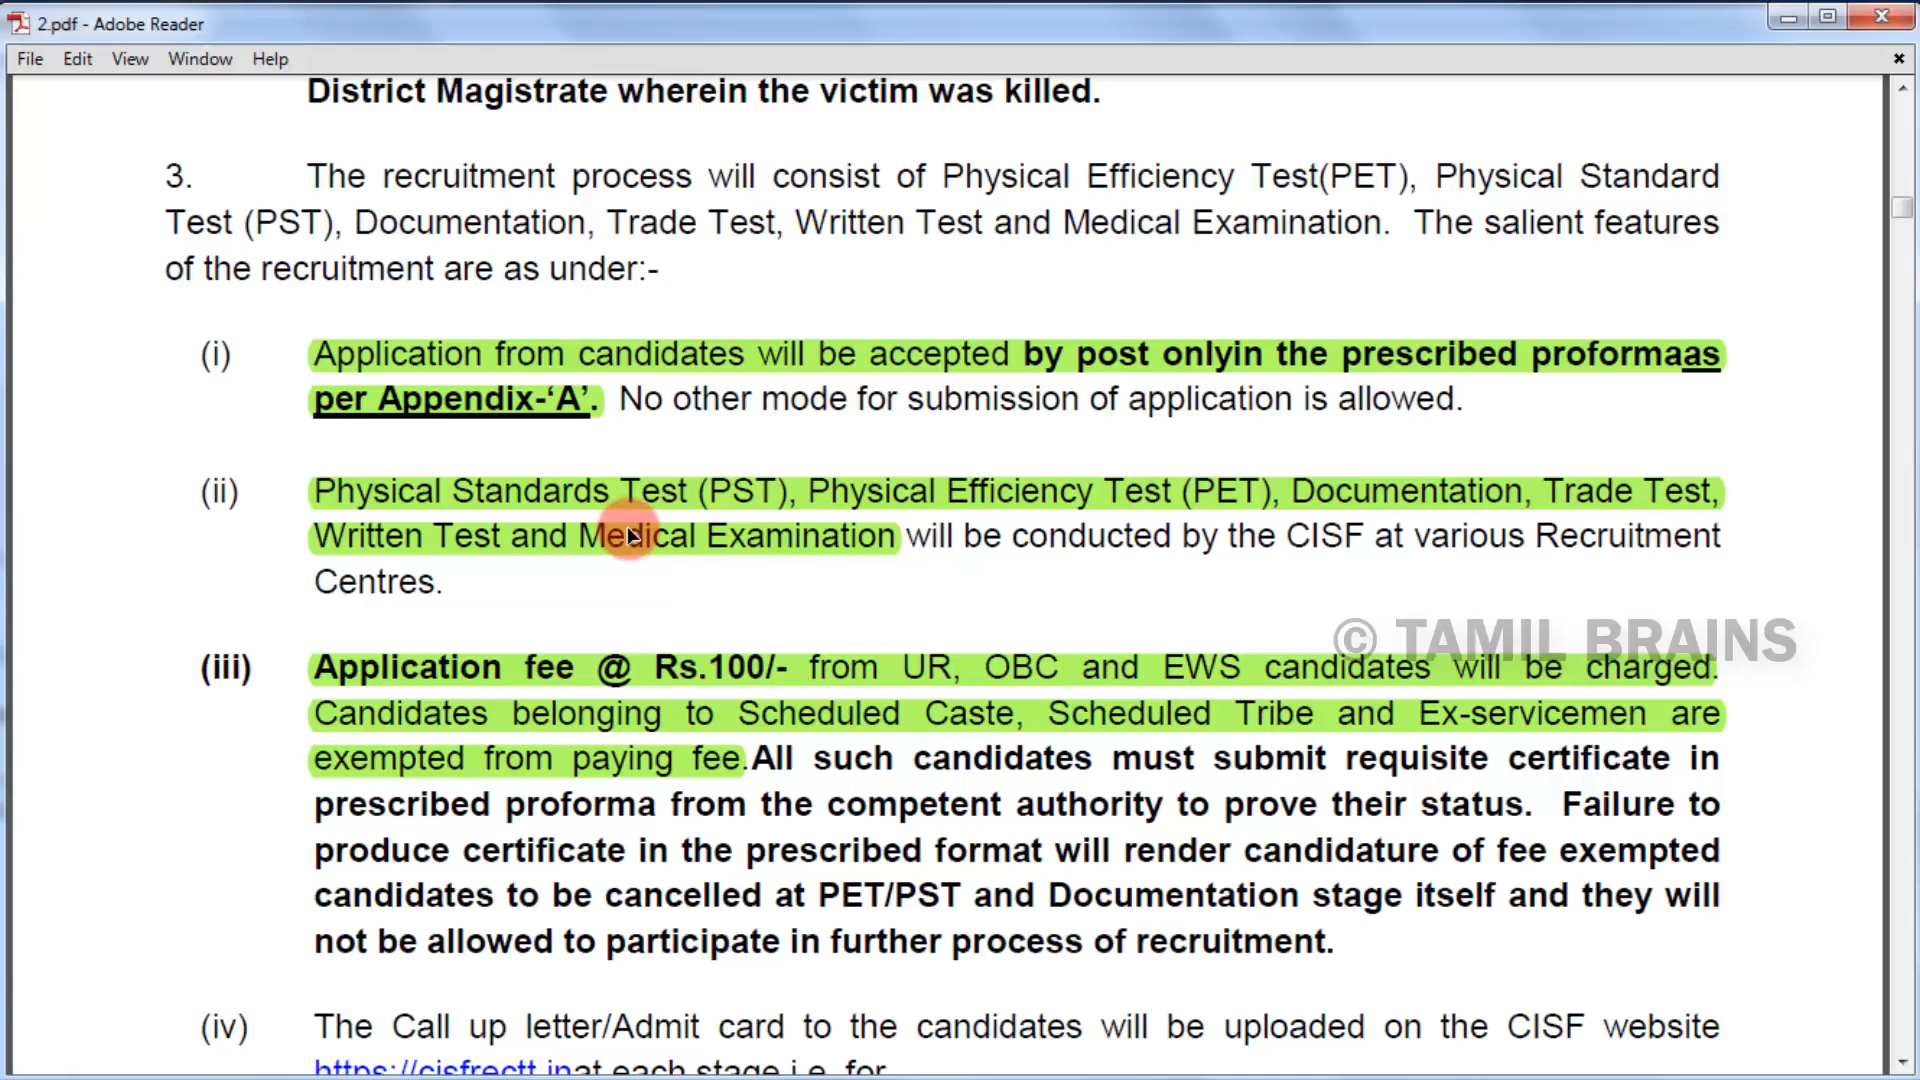 2.pdf - Adobe Reader
File Edit View Window Help
District Magistrate wherein the victim was killed.
3. The recruitment process will consist of Physical Efficiency Test(PET), Physical Standard
Test (PST), Documentation, Trade Test, Written Test and Medical Examination. The salient features
of the recruitment are as under:-
(i) Application from candidates will be accepted by post onlyin the prescribed proformaas
per Appendix-‘A’. No other mode for submission of application is allowed.
(ii) Physical Standards Test (PST), Physical Efficiency Test (PET), Documentation, Trade Test,
Written Test and Medical Examination will be conducted by the CISF at various Recruitment
Centres.
© TAMIL BRAINS
(iii) Application fee @ Rs.100/- from UR, OBC and EWS candidates will be charged.
Candidates belonging to Scheduled Caste, Scheduled Tribe and Ex-servicemen are
exempted from paying fee.All such candidates must submit requisite certificate in
prescribed proforma from the competent authority to prove their status. Failure to
produce certificate in the prescribed format will render candidature of fee exempted
candidates to be cancelled at PET/PST and Documentation stage itself and they will
not be allowed to participate in further process of recruitment.
(iv) The Call up letter/Admit card to the candidates will be uploaded on the CISF website
https://cisfrectt.inat each stage i.e. for